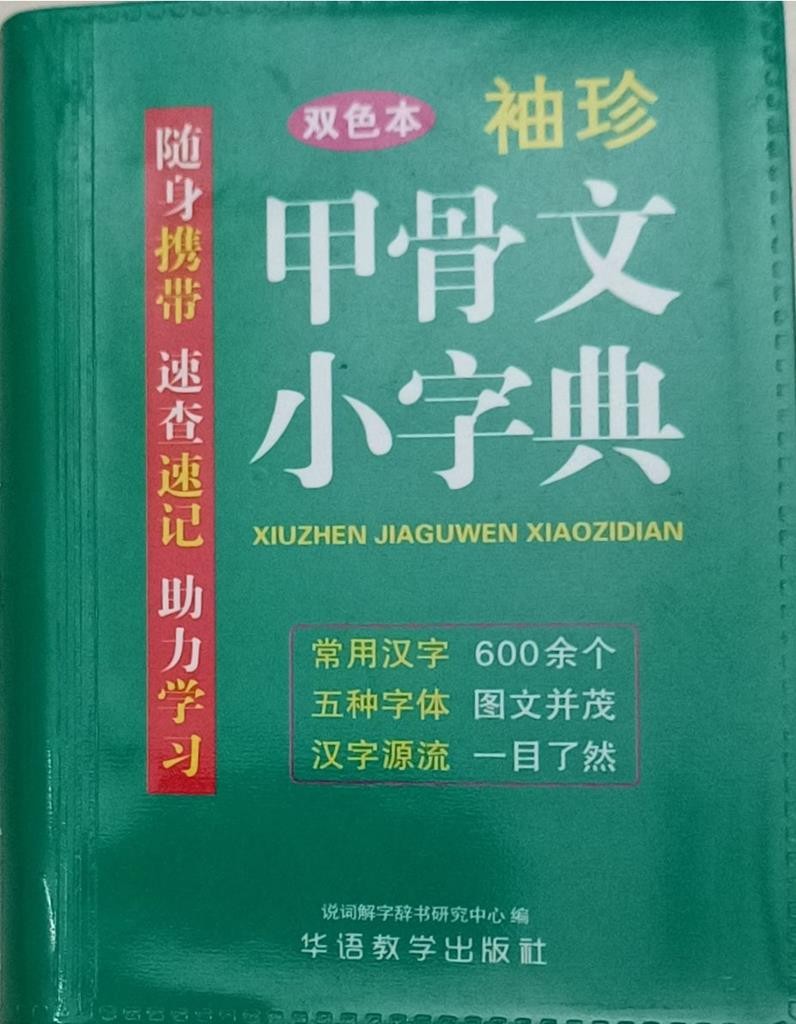 双色本 袖珍
甲骨文
小字典
XIUZHEN JIAGUWEN XIAOZIDIAN
随身携带 速查速记 助力学习
常用汉字 600余个
五种字体 图文并茂
汉字源流 一目了然
说词解字辞书研究中心 编
华语教学出版社